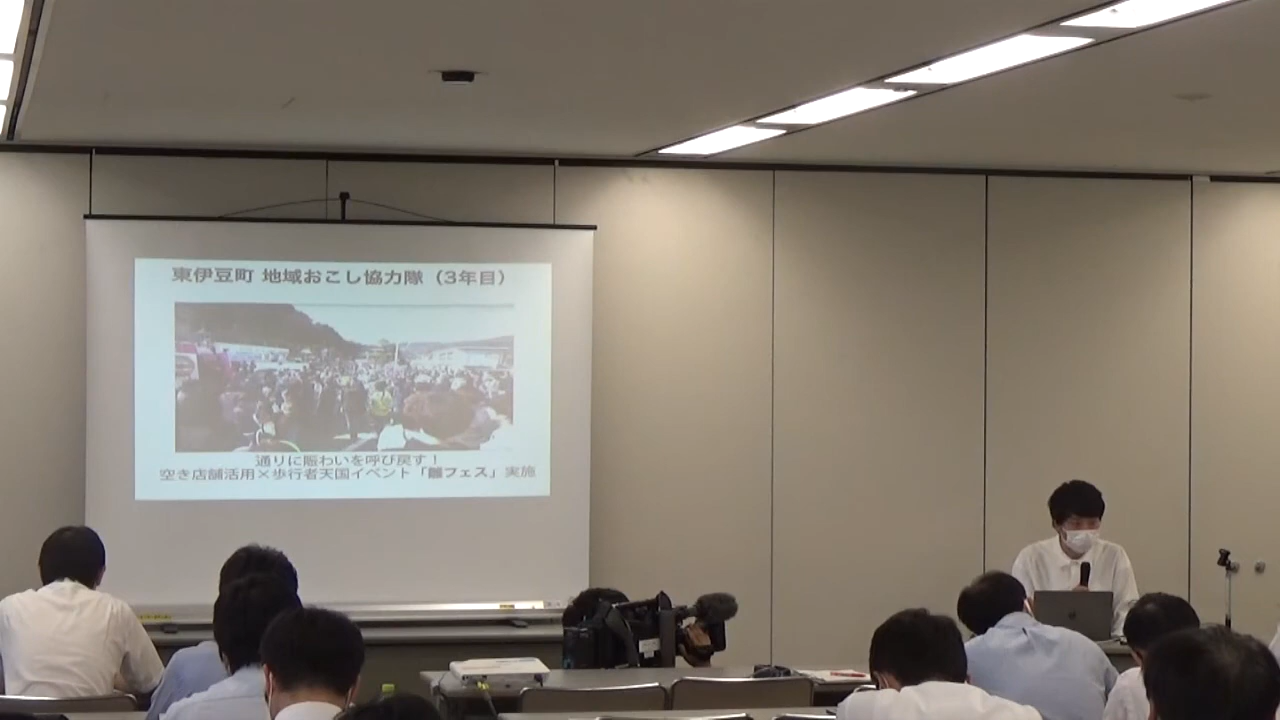 東伊豆町 地域おこし協力隊（3年目）
通りに賑わいを呼び戻す！
空き店舗活用×歩行者天国イベント「雛フェス」実施